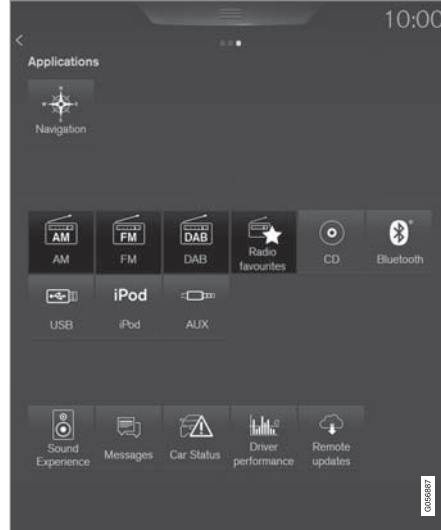 10:00
Applications
Navigation
AM FM DAB
AM FM DAB Radio favourites CD Bluetooth
iPod
USB iPod AUX
Sound Experience Messages Car Status Driver performance Remote updates
G056887